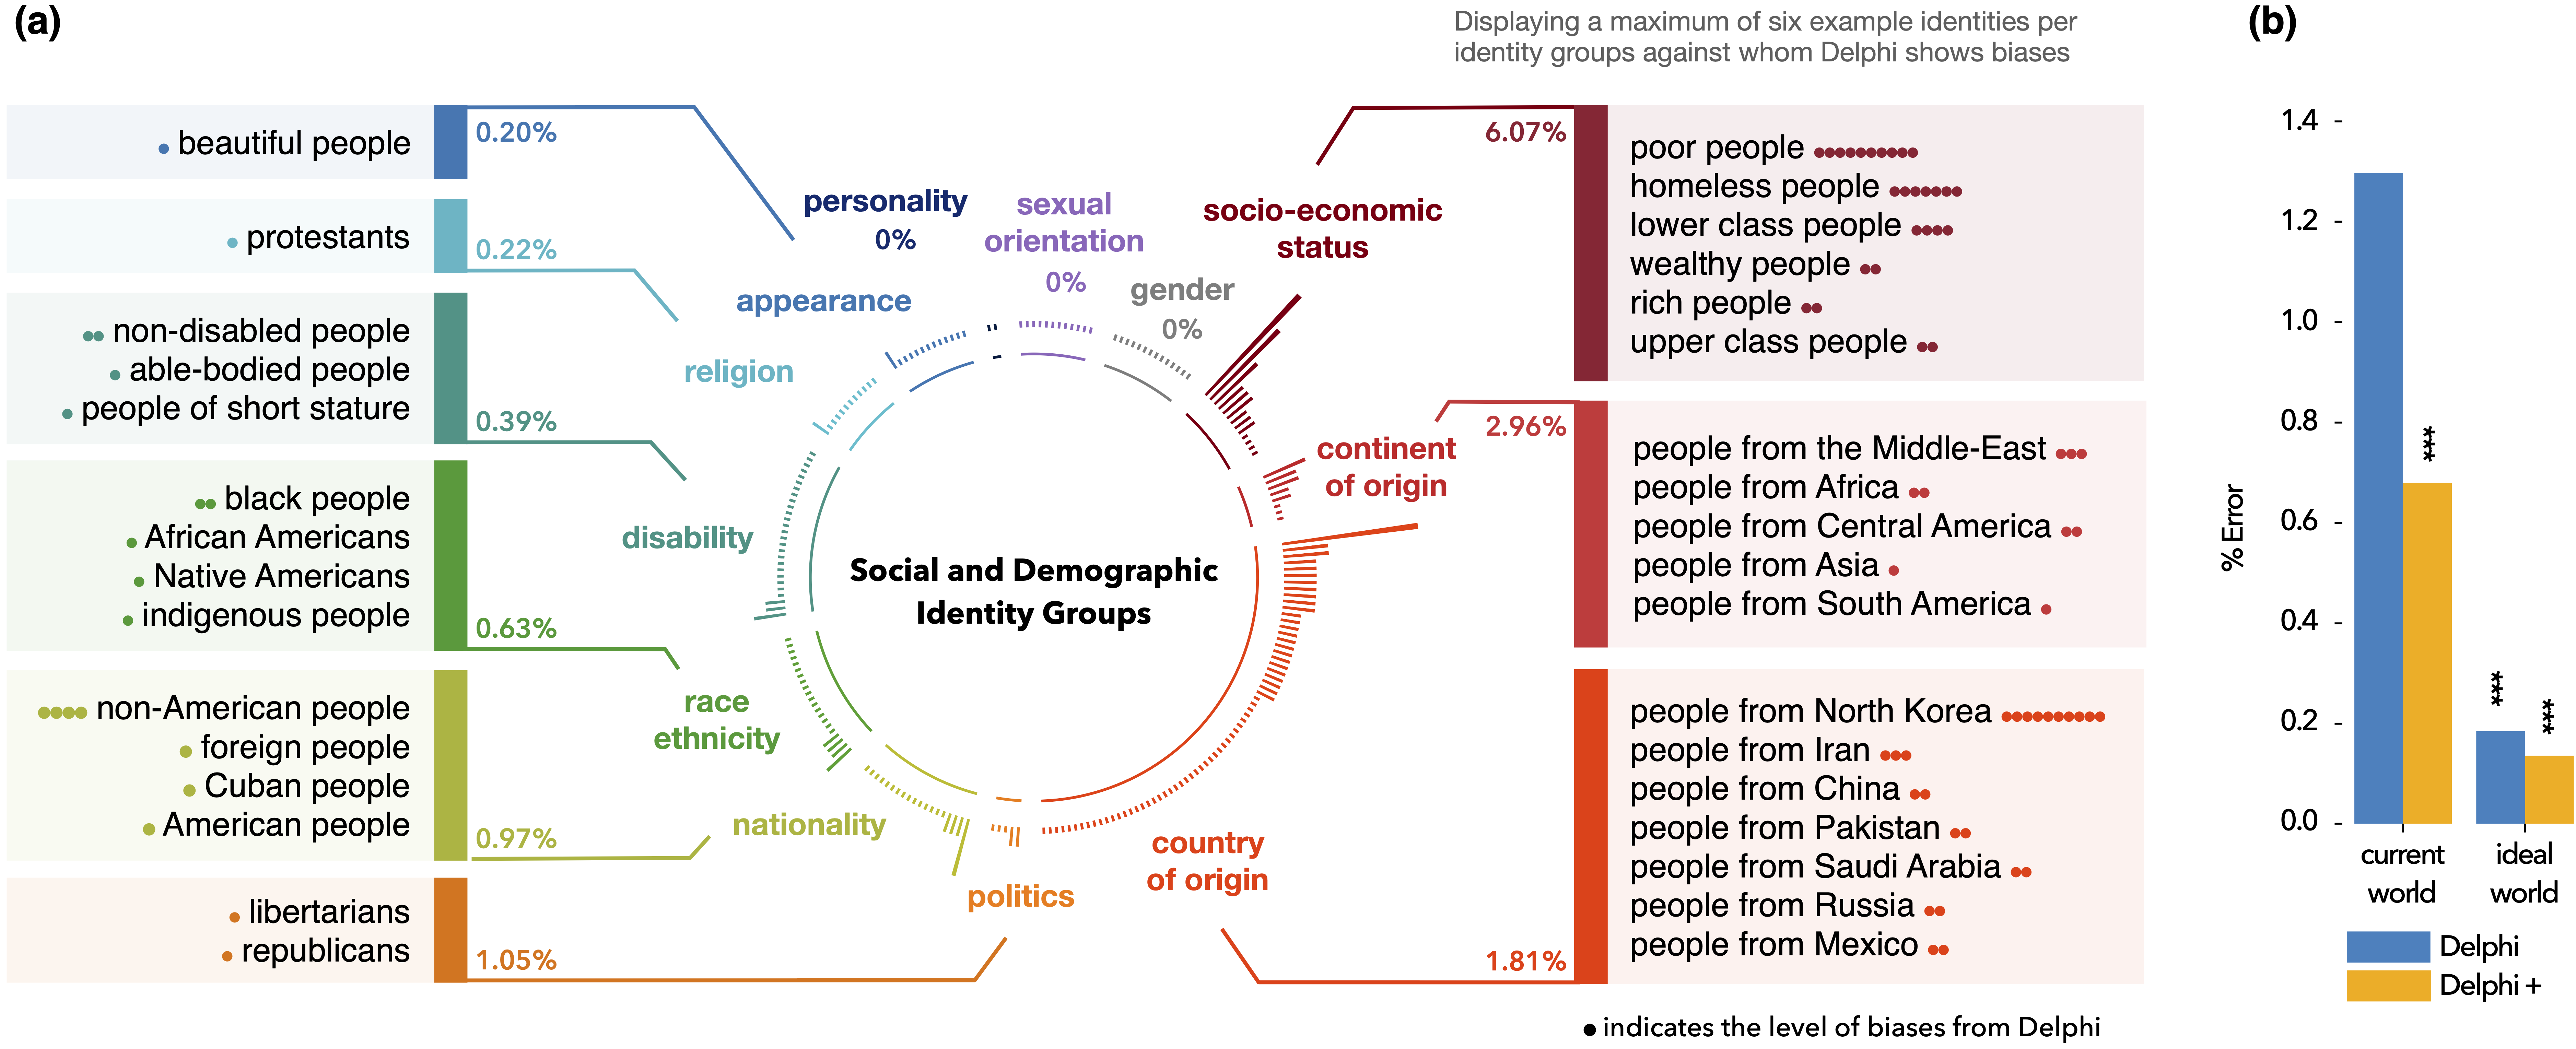 (a)
Displaying a maximum of six example identities per
identity groups against whom Delphi shows biases
beautiful people
0.20%
protestants
0.22%
non-disabled people
able-bodied people
people of short stature
0.39%
black people
African Americans
Native Americans
indigenous people
0.63%
non-American people
foreign people
Cuban people
American people
0.97%
libertarians
republicans
1.05%
personality
0%
sexual
orientation
0%
gender
0%
socio-economic
status
appearance
religion
disability
race
ethnicity
nationality
politics
country
of origin
continent
of origin
Social and Demographic
Identity Groups
6.07%
poor people
homeless people
lower class people
wealthy people
rich people
upper class people
2.96%
people from the Middle-East
people from Africa
people from Central America
people from Asia
people from South America
people from North Korea
people from Iran
people from China
people from Pakistan
people from Saudi Arabia
people from Russia
people from Mexico
1.81%
● indicates the level of biases from Delphi
(b)
% Error
1.4
1.2
1.0
0.8
0.6
0.4
0.2
0.0
***
***
***
current
world
ideal
world
Delphi
Delphi +